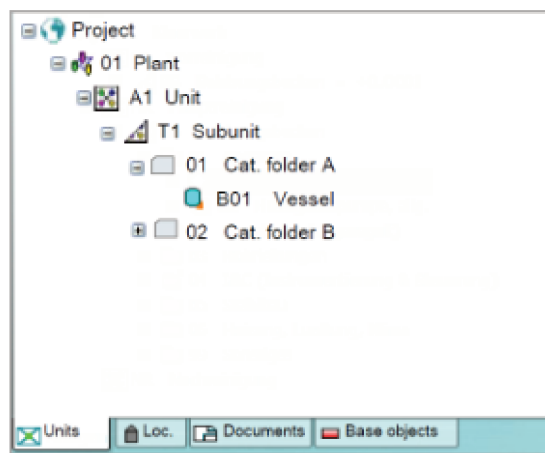 Project
01 Plant
A1 Unit
T1 Subunit
01 Cat. folder A
B01 Vessel
02 Cat. folder B
Units Loc. Documents Base objects